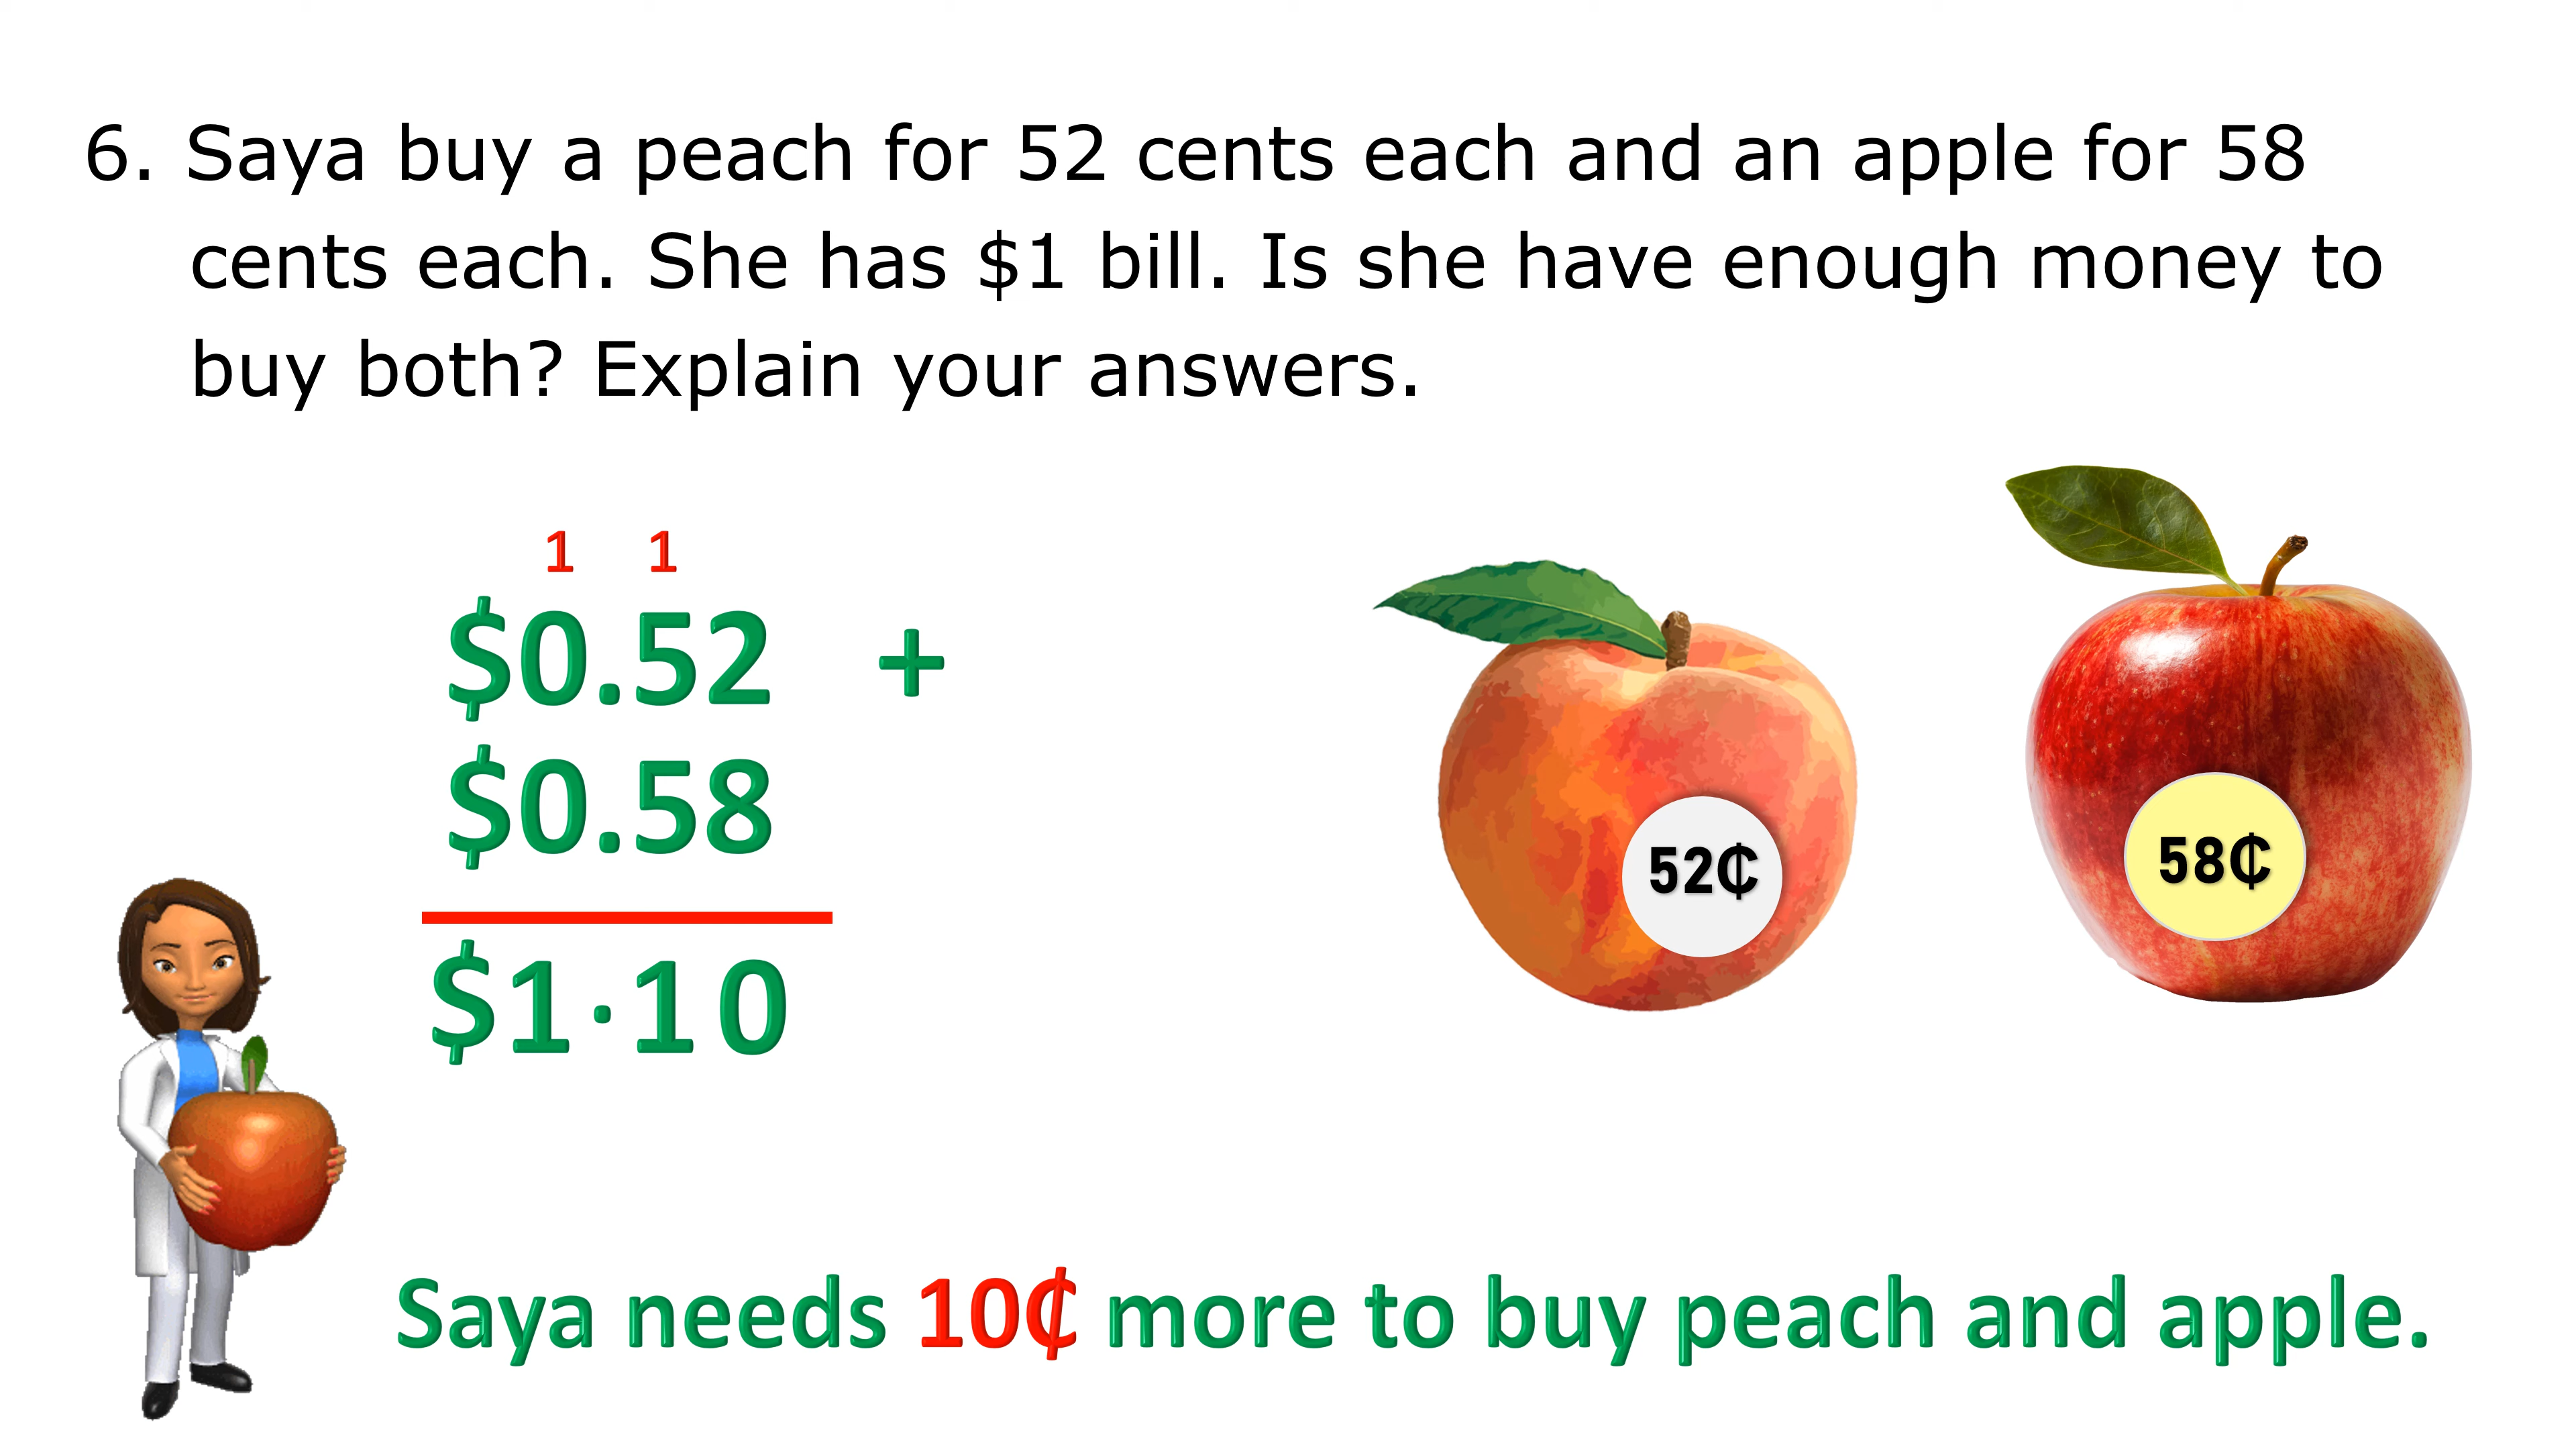 6. Saya buy a peach for 52 cents each and an apple for 58
cents each. She has $1 bill. Is she have enough money to
buy both? Explain your answers.
1 1
$0.52 +
$0.58
$1.10
52₵
58₵
Saya needs 10₵ more to buy peach and apple.